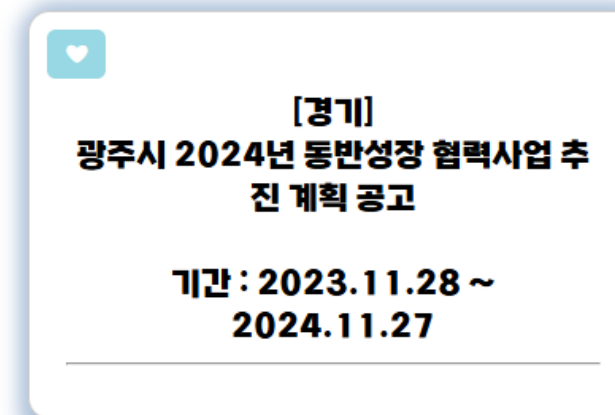 [경기]
광주시 2024년 동반성장 협력사업 추
진 계획 공고
기간 : 2023.11.28 ~
2024.11.27